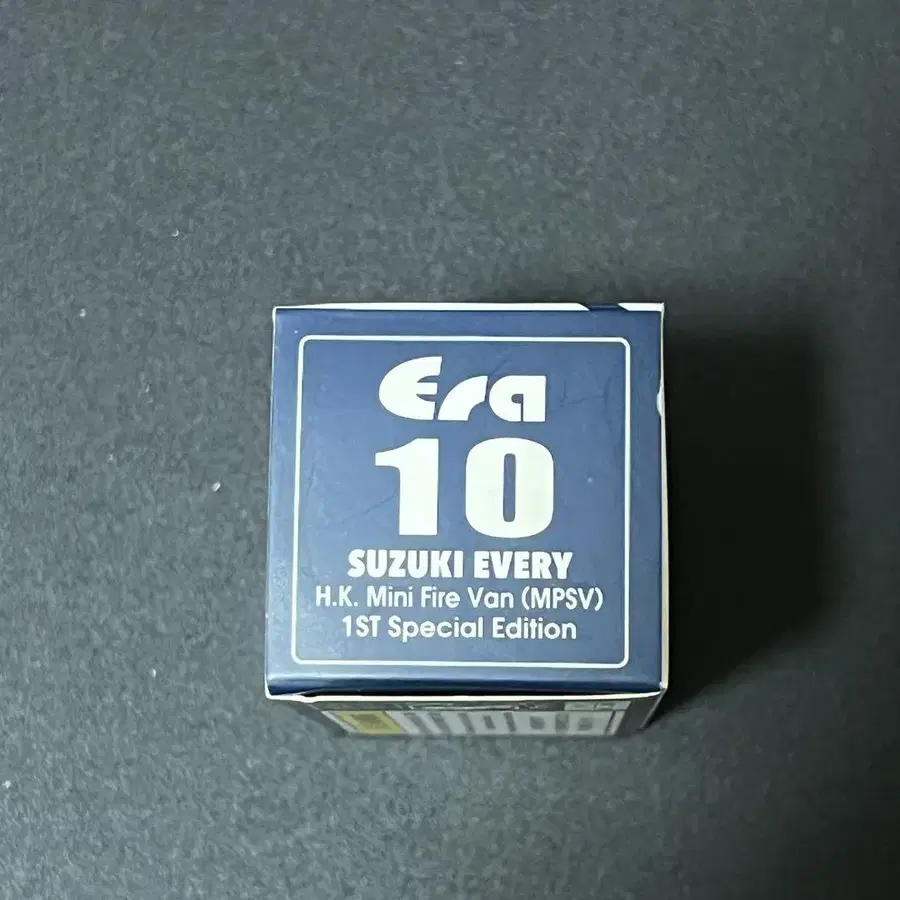 Era
10
SUZUKI EVERY
H.K. Mini Fire Van (MPSV)
1ST Special Edition